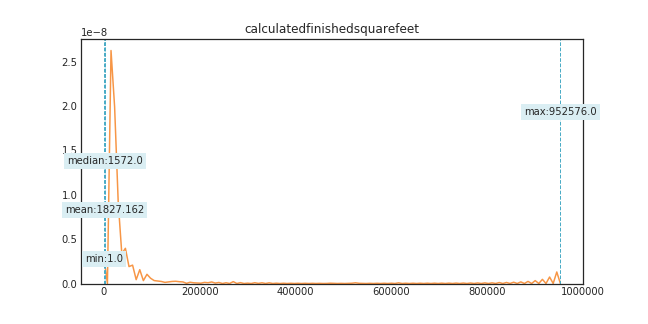 calculatedfinishedsquarefeet
1e−8
2.5
2.0
max:952576.0
1.5
median:1572.0
1.0
mean:1827.162
0.5
min:1.0
0.0
0 200000 400000 600000 800000 1000000